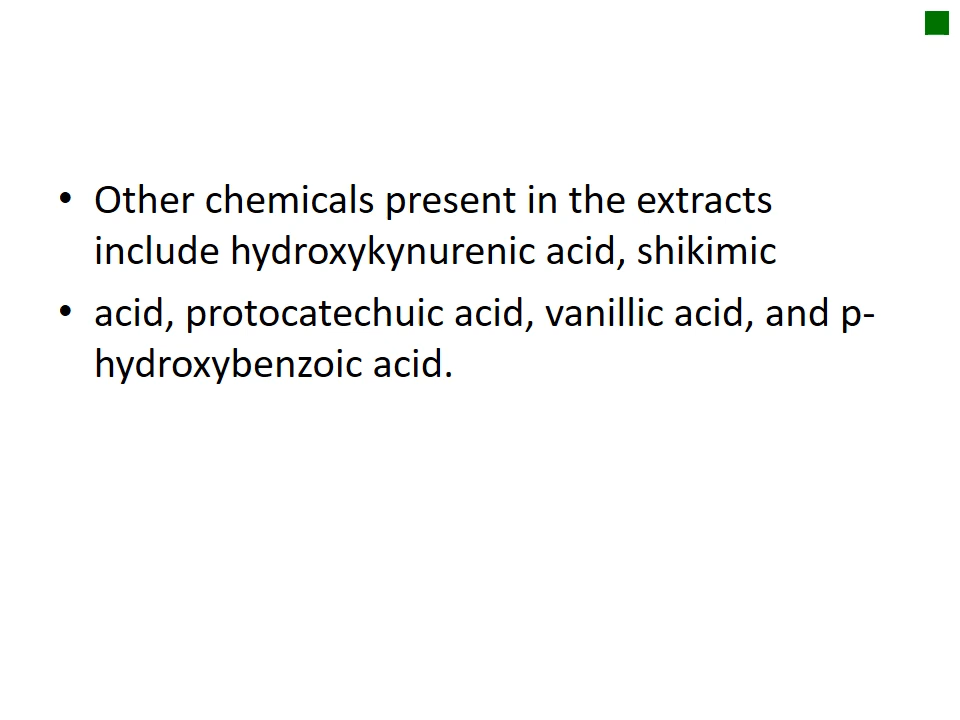 • Other chemicals present in the extracts
include hydroxykynurenic acid, shikimic
• acid, protocatechuic acid, vanillic acid, and p-
hydroxybenzoic acid.